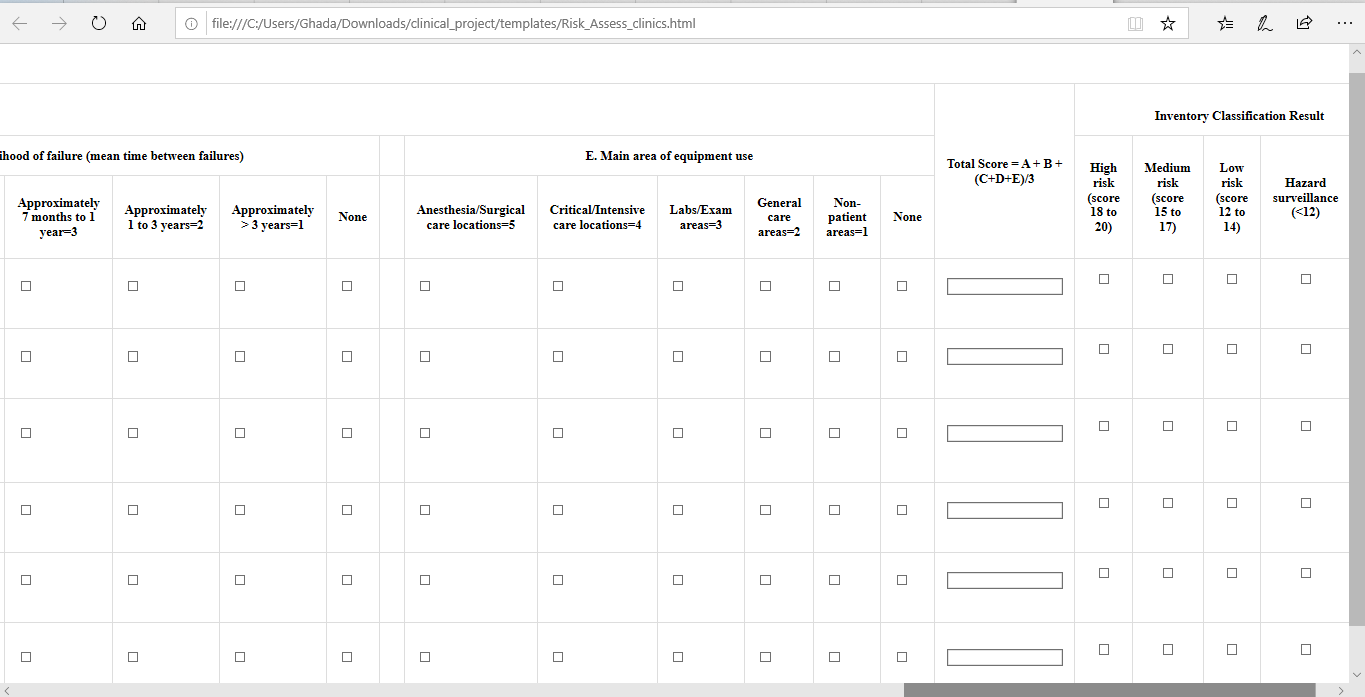 file:///C:/Users/Ghada/Downloads/clinical_project/templates/Risk_Assess_clinics.html
Inventory Classification Result
ihood of failure (mean time between failures)
E. Main area of equipment use
Total Score = A + B +
(C+D+E)/3
Approximately
7 months to 1
year=3
Approximately
1 to 3 years=2
Approximately
> 3 years=1
None
Anesthesia/Surgical
care locations=5
Critical/Intensive
care locations=4
Labs/Exam
areas=3
General
care
areas=2
Non-
patient
areas=1
None
High
risk
(score
18 to
20)
Medium
risk
(score
15 to
17)
Low
risk
(score
12 to
14)
Hazard
surveillance
(<12)